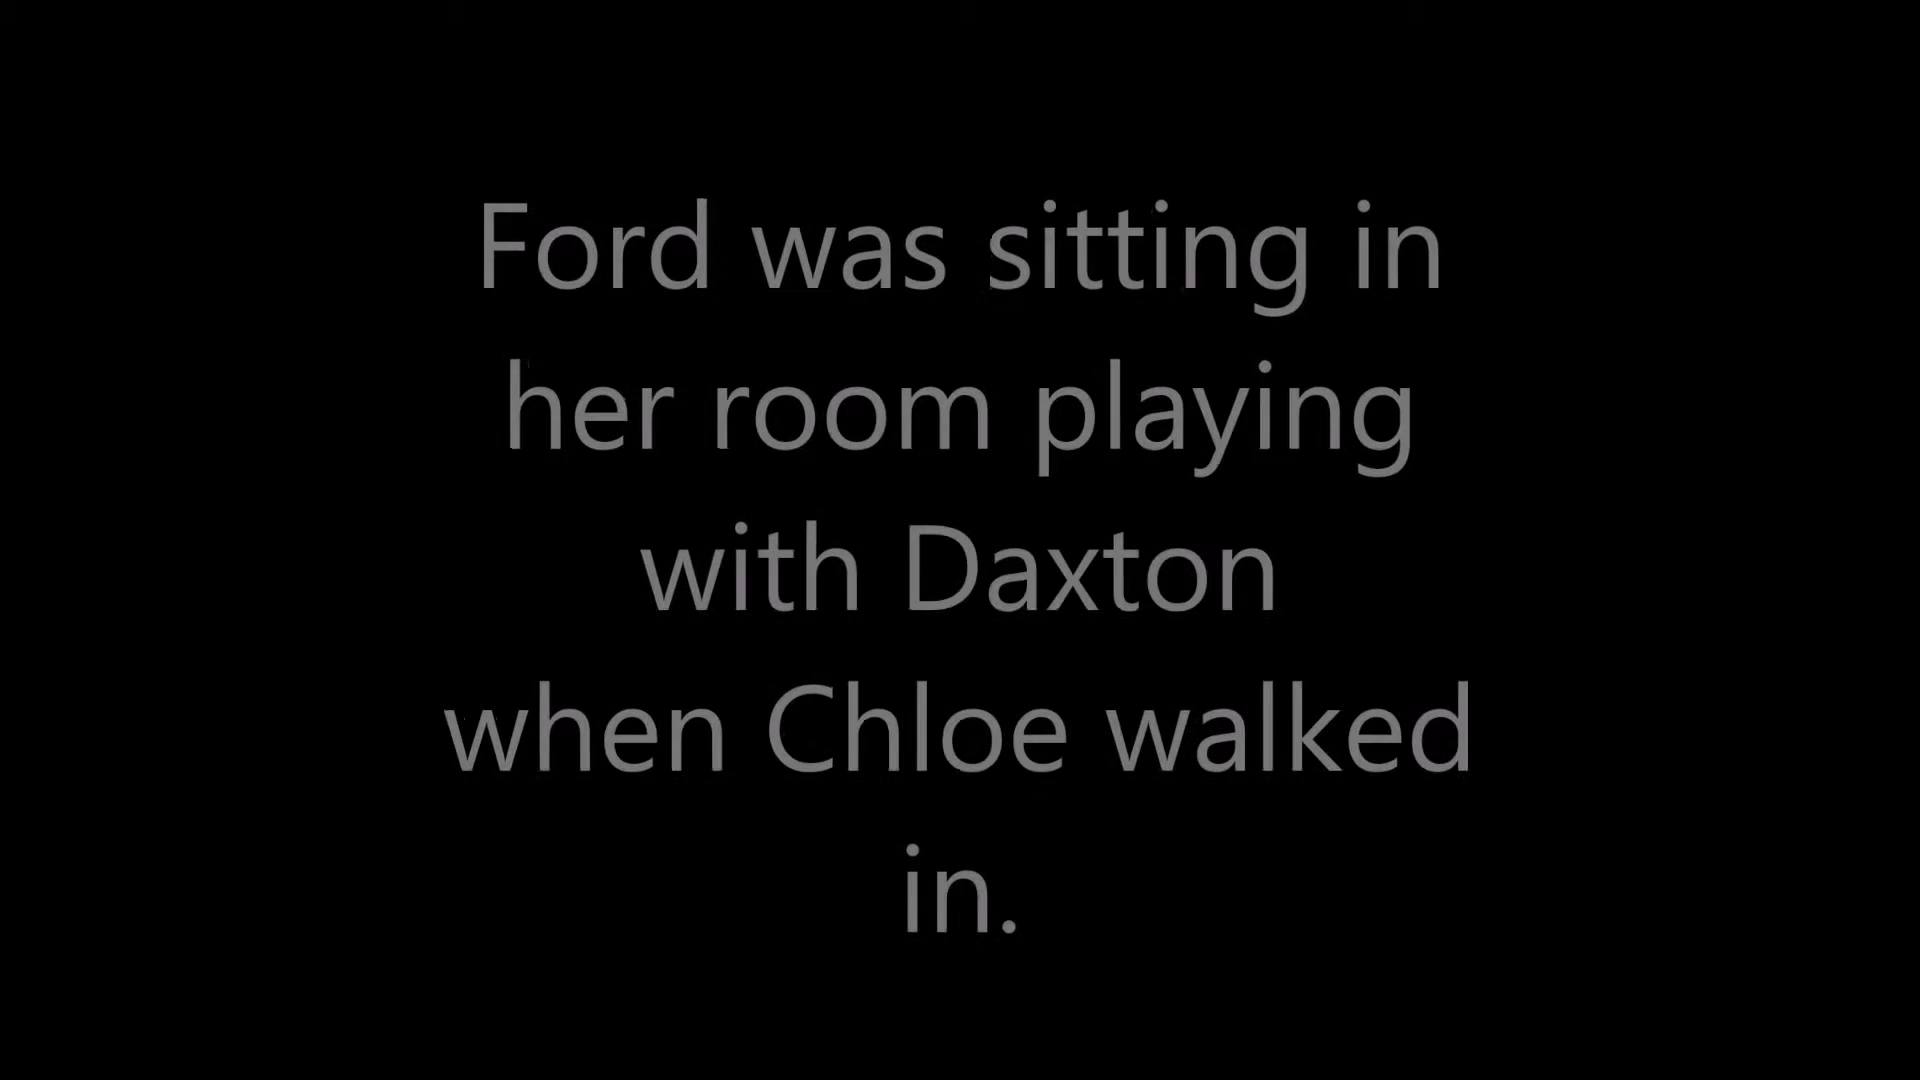 Ford was sitting in
her room playing
with Daxton
when Chloe walked
in.